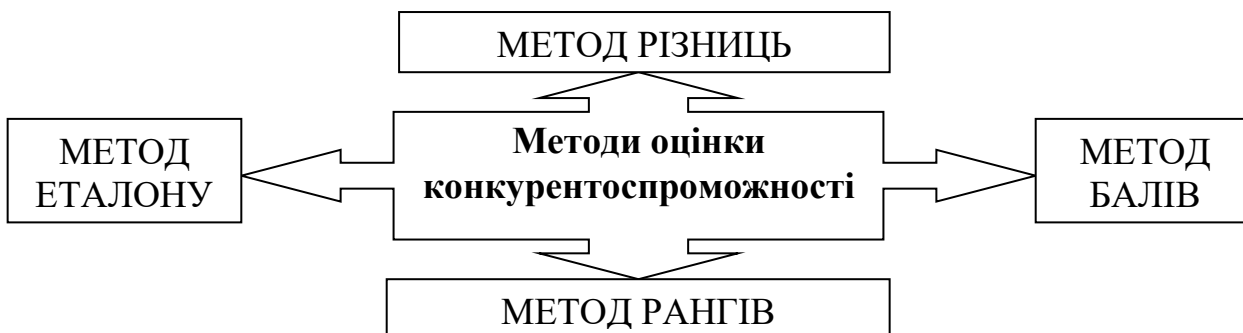 МЕТОД РІЗНИЦЬ
МЕТОД
ЕТАЛОНУ
Методи оцінки
конкурентоспроможності
МЕТОД
БАЛІВ
МЕТОД РАНГІВ